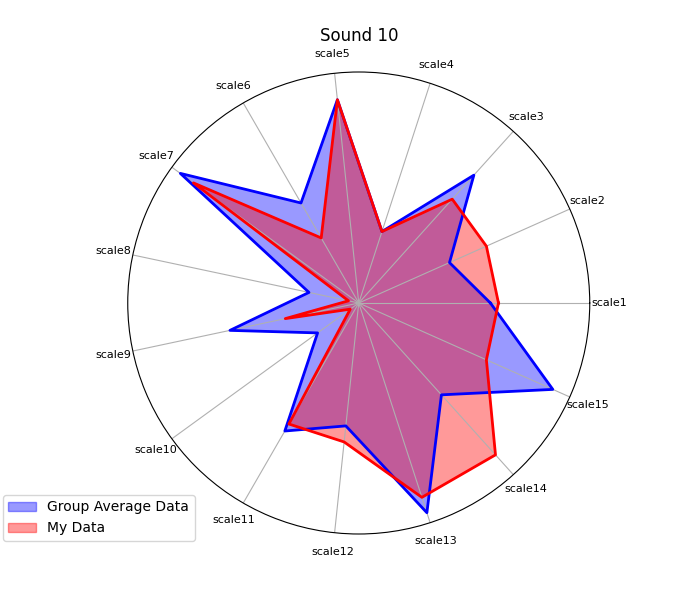 Sound 10
scale5
scale4
scale6
scale3
scale7
scale2
scale8
scale1
scale9
scale15
scale10
scale14
scale11
scale13
scale12
Group Average Data
My Data